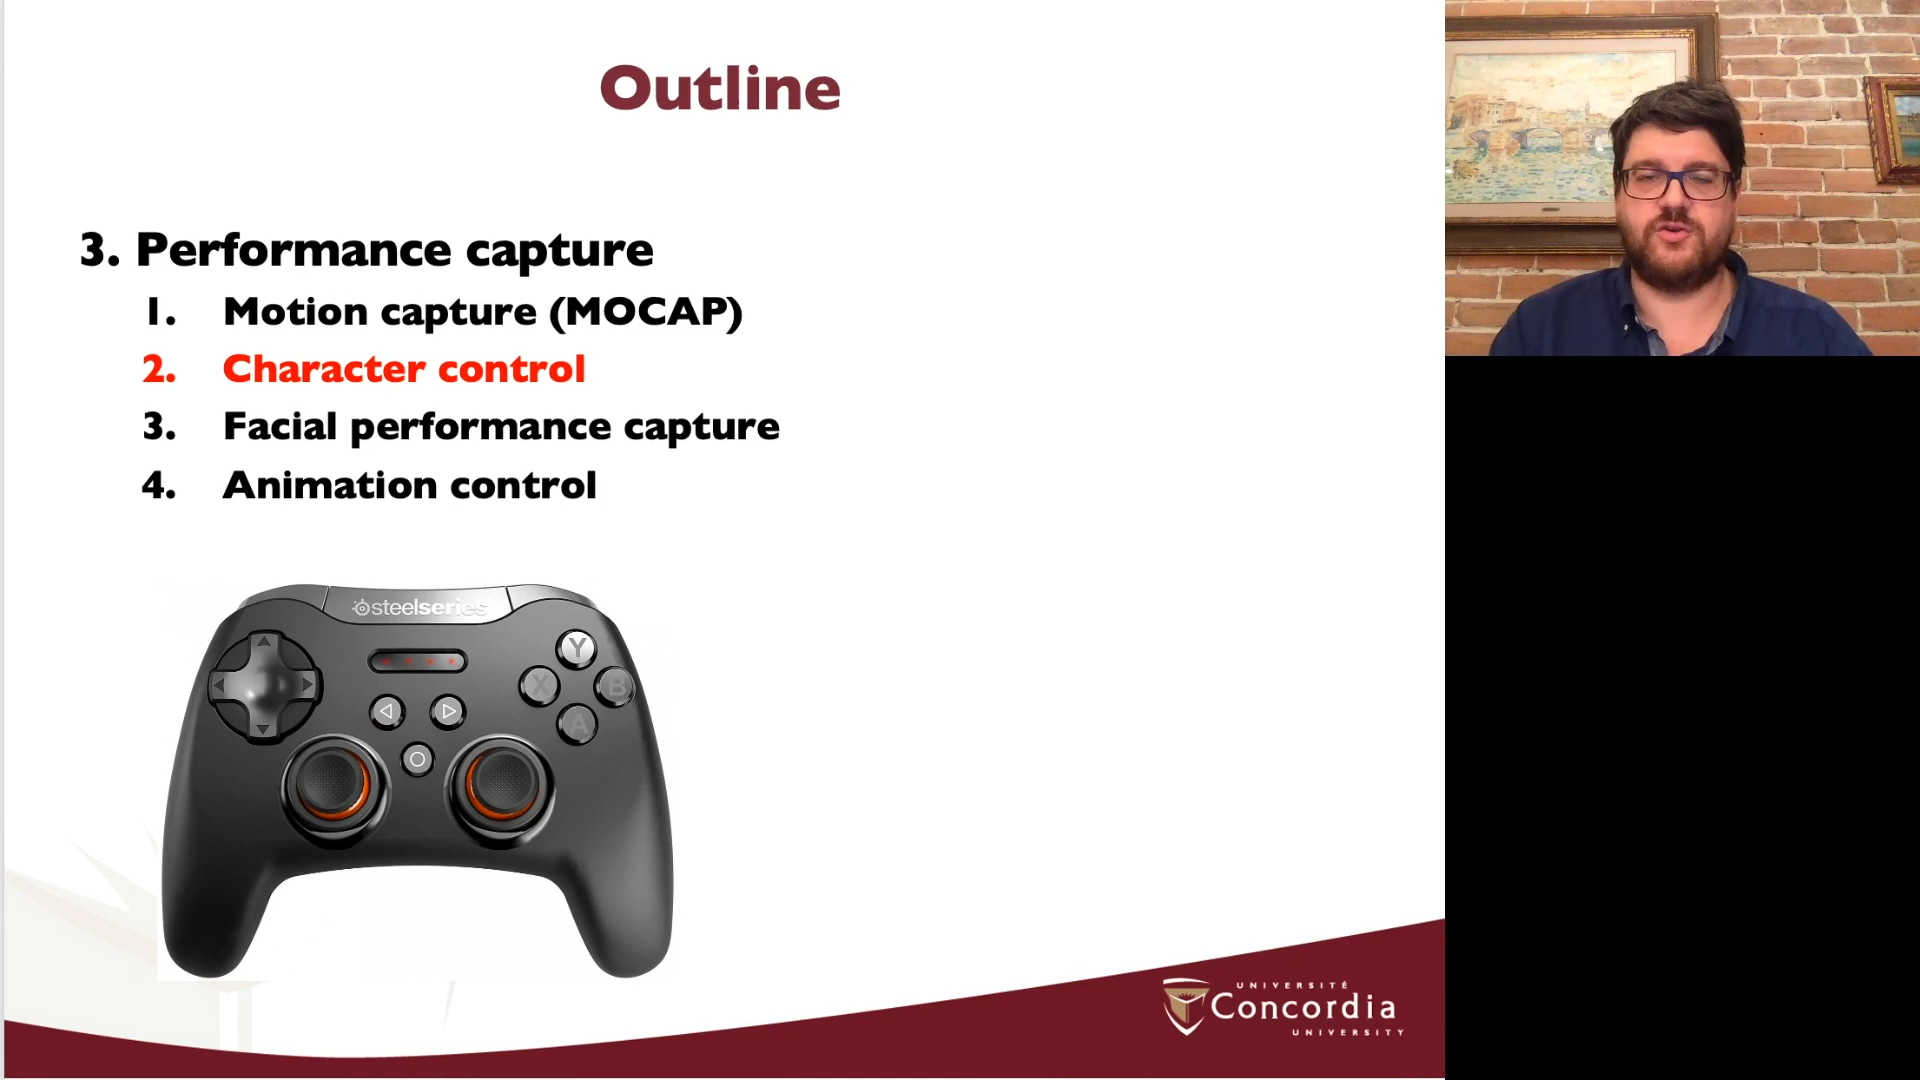 Outline
3. Performance capture
1. Motion capture (MOCAP)
2. Character control
3. Facial performance capture
4. Animation control
steelseries
Y
X
B
A
UNIVERSITÉ
Concordia
UNIVERSITY